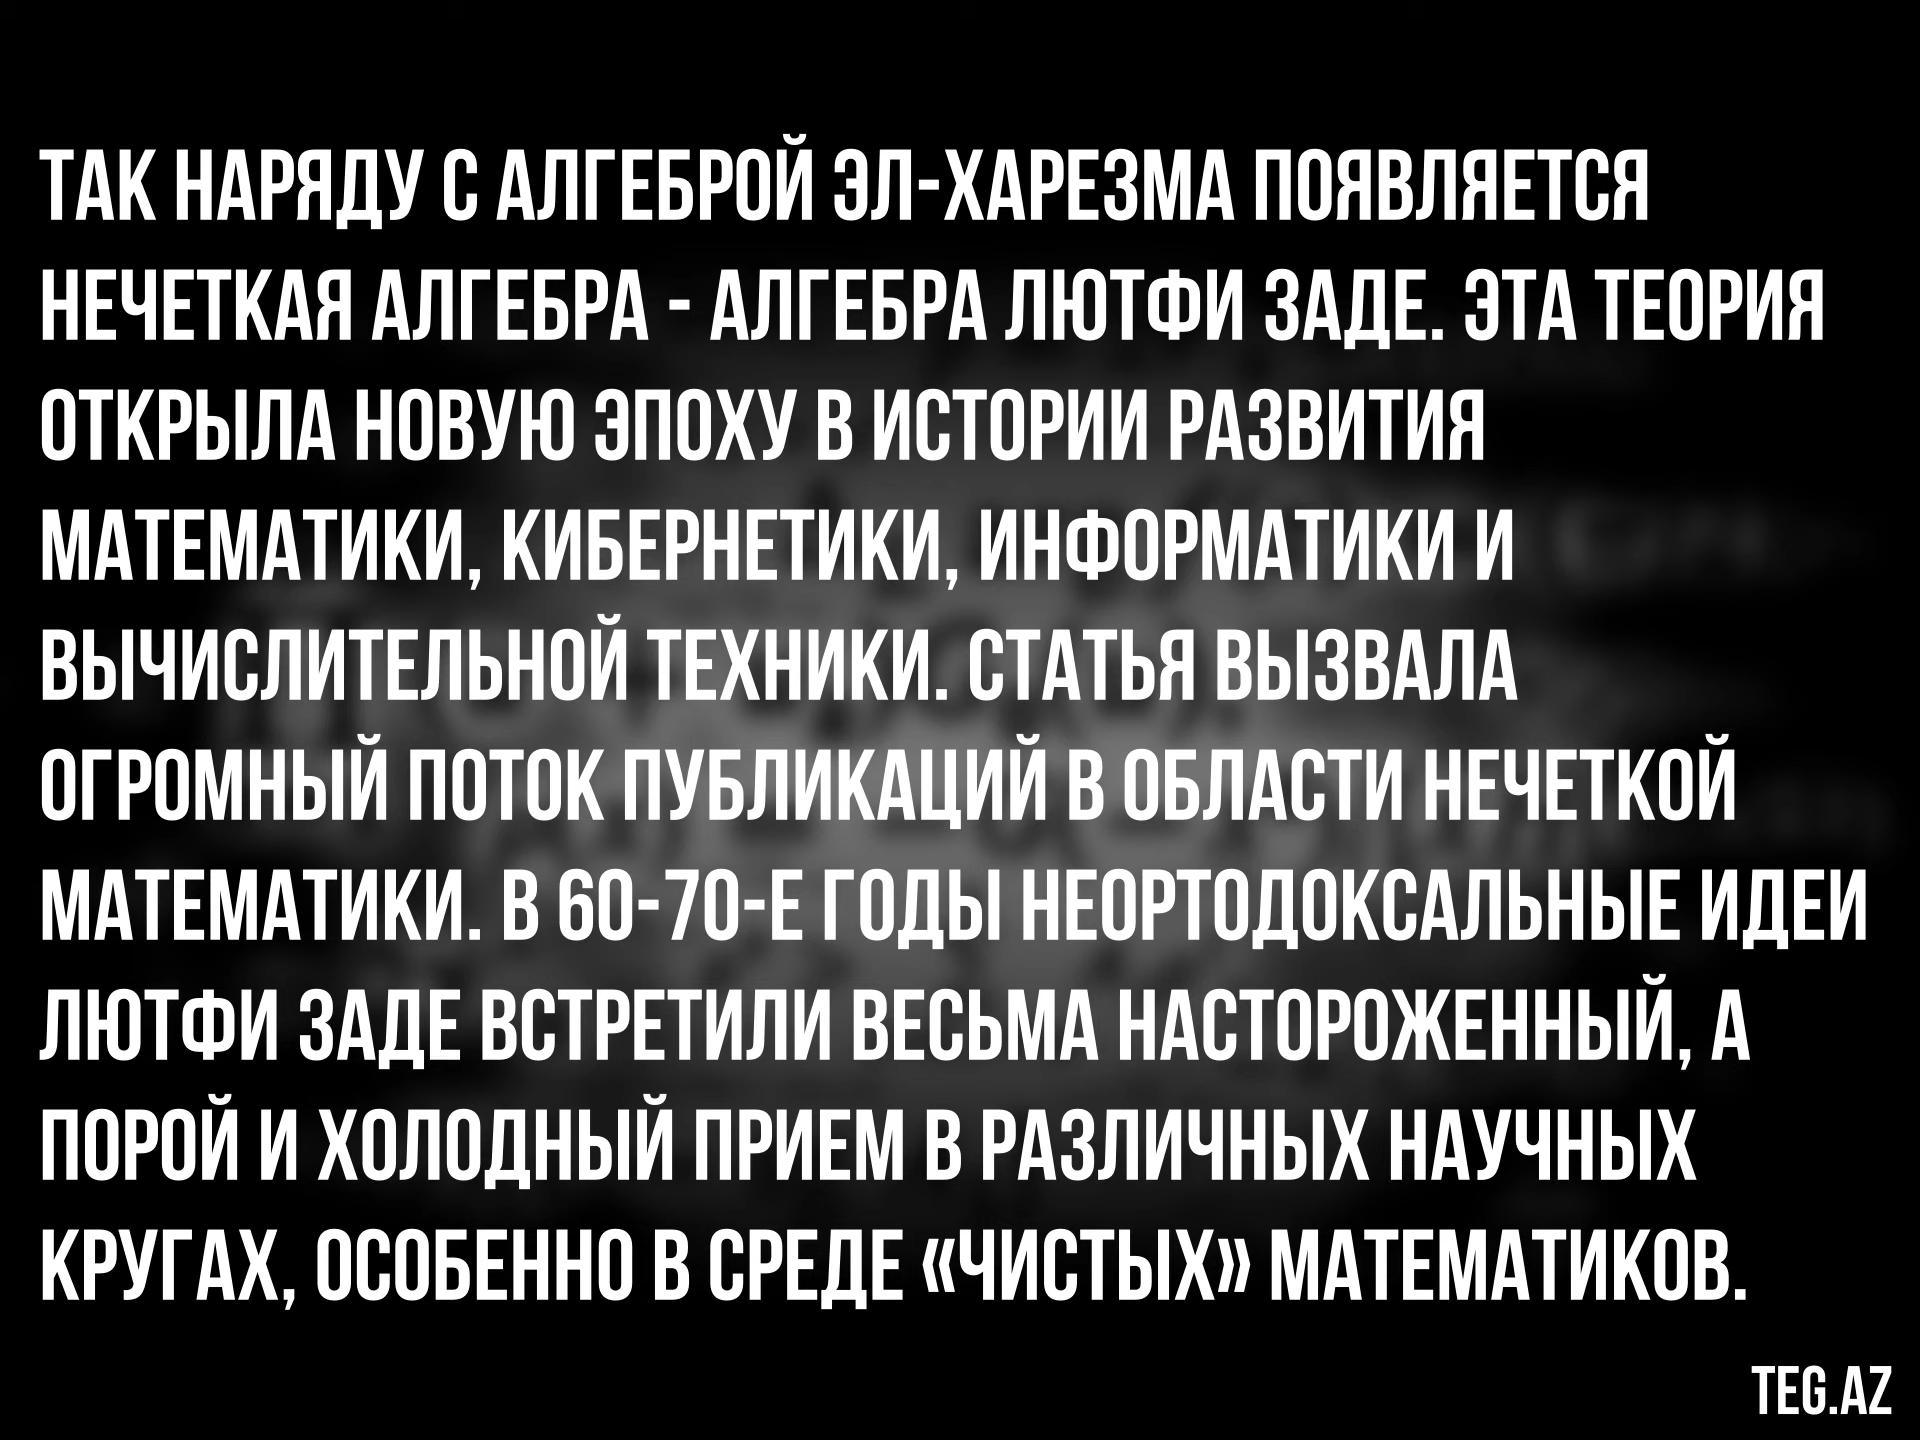 ТАК НАРЯДУ С АЛГЕБРОЙ ЭЛ-ХАРЕЗМА ПОЯВЛЯЕТСЯ
НЕЧЕТКАЯ АЛГЕБРА - АЛГЕБРА ЛЮТФИ ЗАДЕ. ЭТА ТЕОРИЯ
ОТКРЫЛА НОВУЮ ЭПОХУ В ИСТОРИИ РАЗВИТИЯ
МАТЕМАТИКИ, КИБЕРНЕТИКИ, ИНФОРМАТИКИ И
ВЫЧИСЛИТЕЛЬНОЙ ТЕХНИКИ. СТАТЬЯ ВЫЗВАЛА
ОГРОМНЫЙ ПОТОК ПУБЛИКАЦИЙ В ОБЛАСТИ НЕЧЕТКОЙ
МАТЕМАТИКИ. В 60-70-Е ГОДЫ НЕОРТОДОКСАЛЬНЫЕ ИДЕИ
ЛЮТФИ ЗАДЕ ВСТРЕТИЛИ ВЕСЬМА НАСТОРОЖЕННЫЙ, А
ПОРОЙ И ХОЛОДНЫЙ ПРИЕМ В РАЗЛИЧНЫХ НАУЧНЫХ
КРУГАХ, ОСОБЕННО В СРЕДЕ «ЧИСТЫХ» МАТЕМАТИКОВ.
TEG.AZ